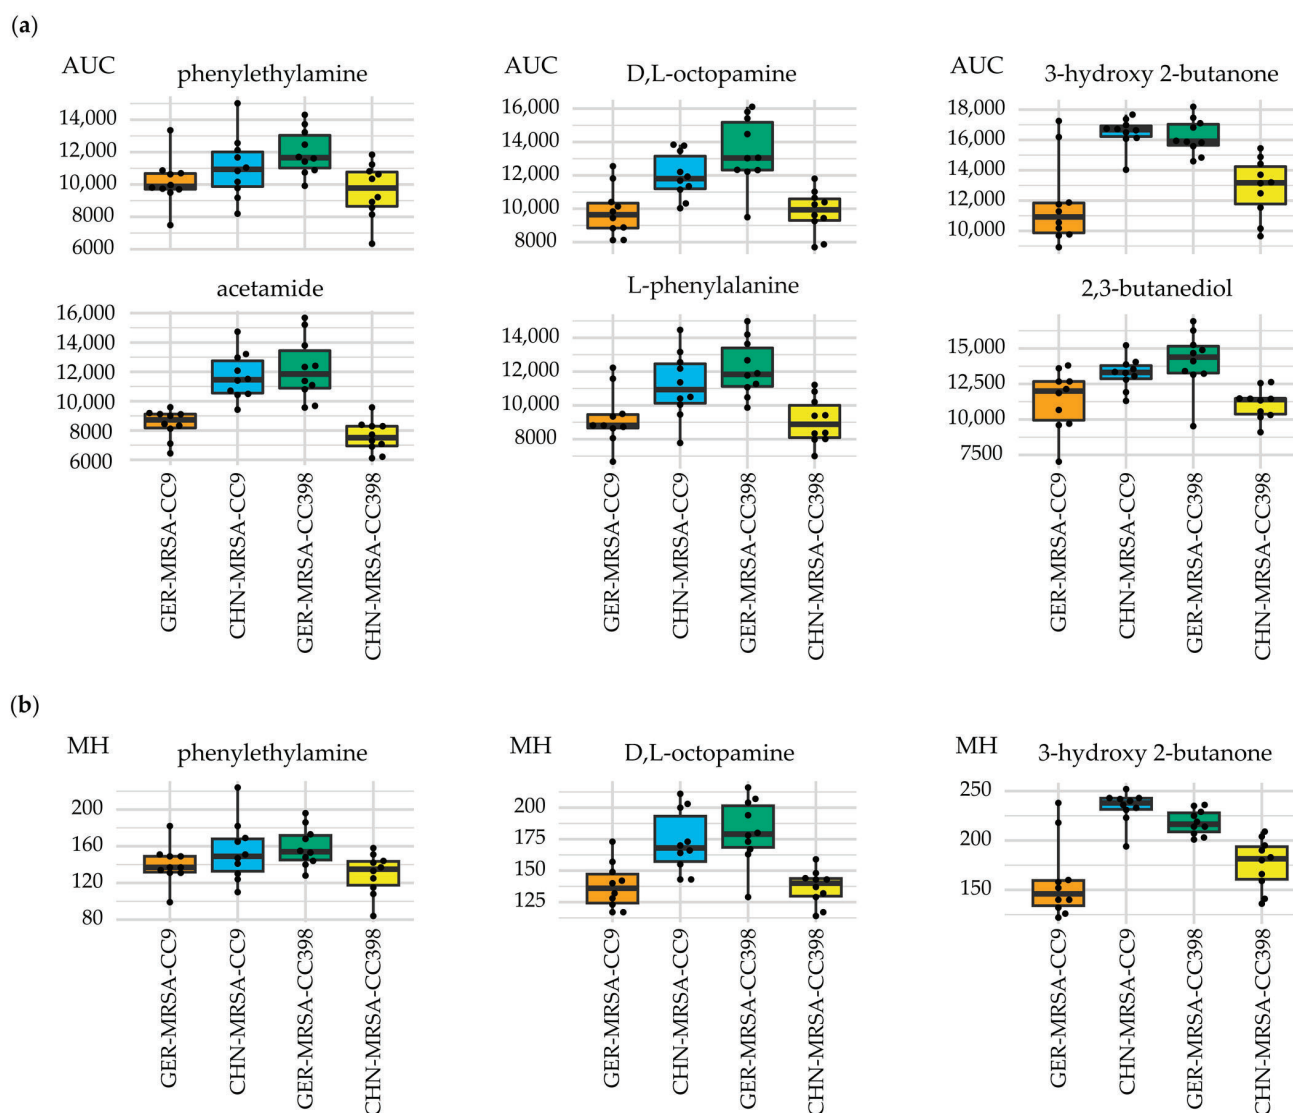 (a)
AUC
phenylethylamine
14,000
12,000
10,000
8000
6000
AUC
D,L-octopamine
16,000
14,000
12,000
10,000
8000
AUC
3-hydroxy 2-butanone
18,000
16,000
14,000
12,000
10,000
acetamide
16,000
14,000
12,000
10,000
8000
6000
GER-MRSA-CC9
CHN-MRSA-CC9
GER-MRSA-CC398
CHN-MRSA-CC398
L-phenylalanine
14,000
12,000
10,000
8000
GER-MRSA-CC9
CHN-MRSA-CC9
GER-MRSA-CC398
CHN-MRSA-CC398
2,3-butanediol
15,000
12,500
10,000
7500
GER-MRSA-CC9
CHN-MRSA-CC9
GER-MRSA-CC398
CHN-MRSA-CC398
(b)
MH
phenylethylamine
200
160
120
80
GER-MRSA-CC9
CHN-MRSA-CC9
GER-MRSA-CC398
CHN-MRSA-CC398
MH
D,L-octopamine
200
175
150
125
GER-MRSA-CC9
CHN-MRSA-CC9
GER-MRSA-CC398
CHN-MRSA-CC398
MH
3-hydroxy 2-butanone
250
200
150
GER-MRSA-CC9
CHN-MRSA-CC9
GER-MRSA-CC398
CHN-MRSA-CC398